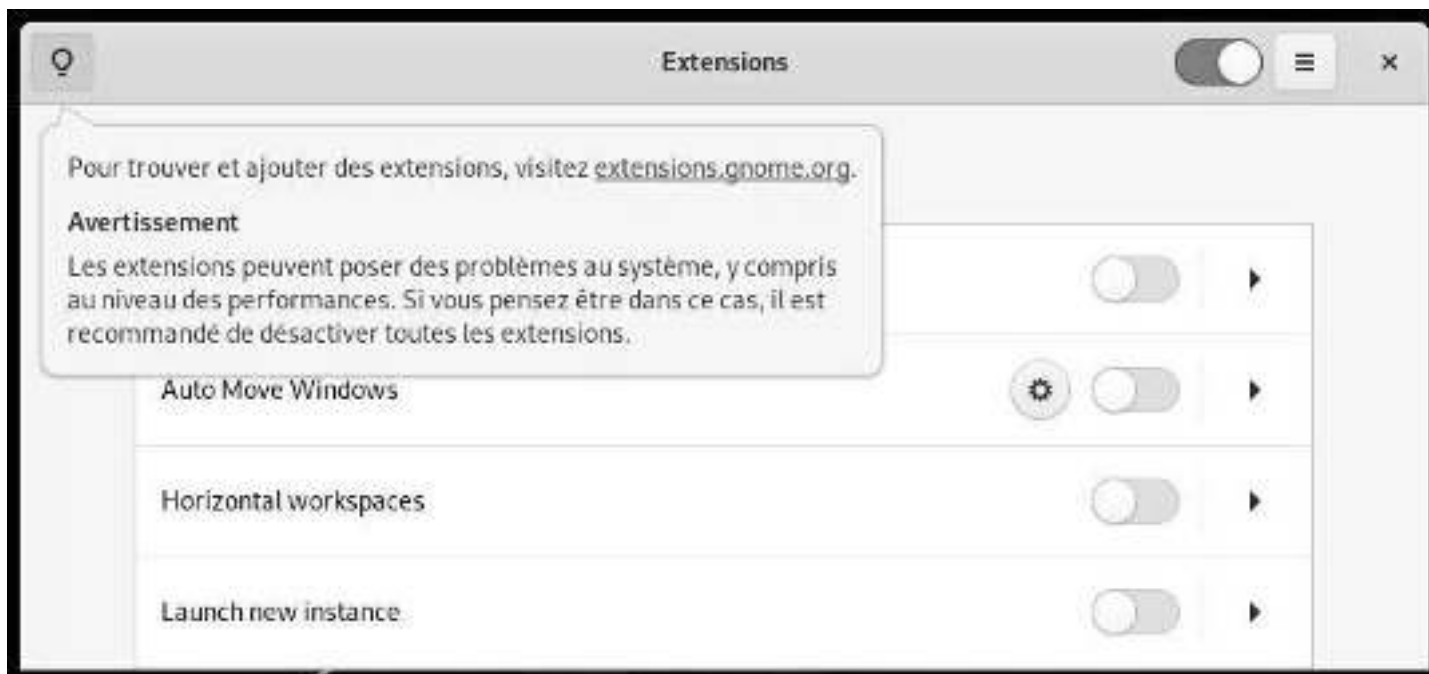 Extensions
Pour trouver et ajouter des extensions, visitez extensions.gnome.org.
Avertissement
Les extensions peuvent poser des problèmes au système, y compris
au niveau des performances. Si vous pensez être dans ce cas, il est
recommandé de désactiver toutes les extensions.
Auto Move Windows
Horizontal workspaces
Launch new instance